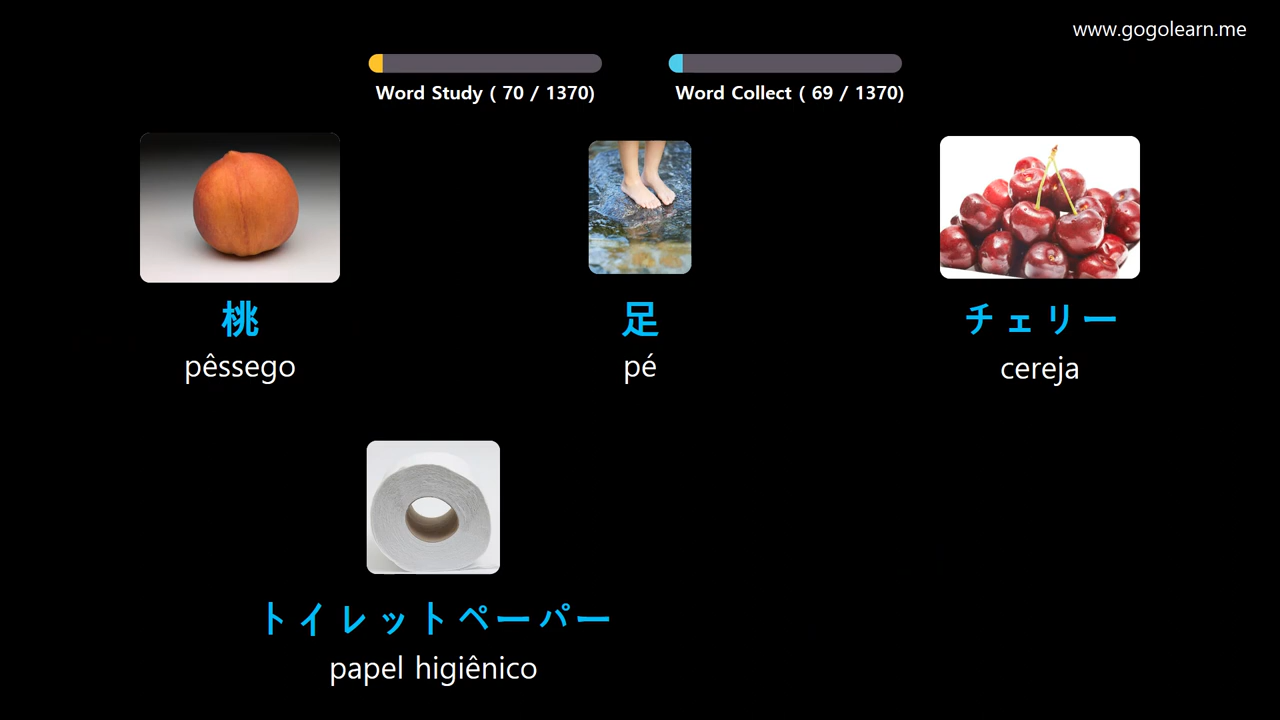 www.gogolearn.me
Word Study ( 70 / 1370)
Word Collect ( 69 / 1370)
桃
pêssego
足
pé
チェリー
cereja
トイレットペーパー
papel higiênico